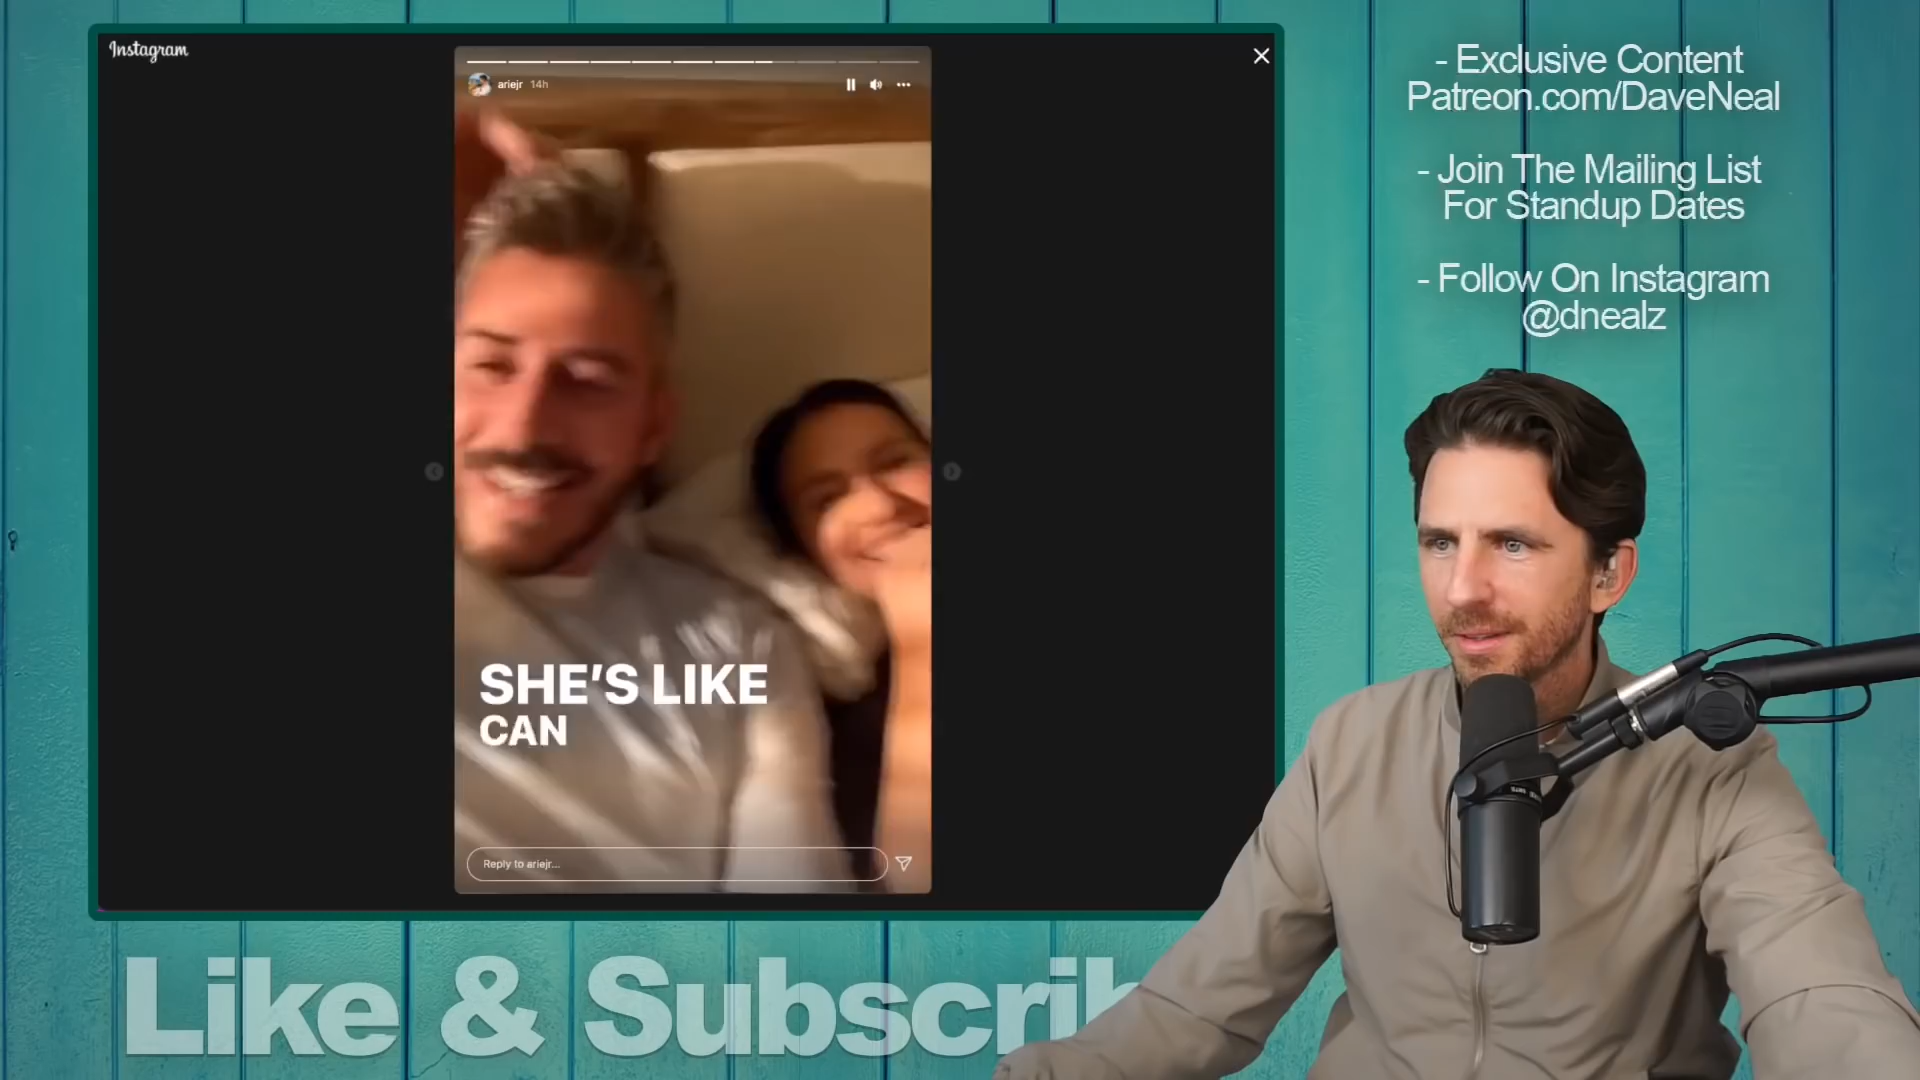 Instagram
ariejr 14h
SHE'S LIKE
CAN
Reply to ariejr...
- Exclusive Content
Patreon.com/DaveNeal
- Join The Mailing List
For Standup Dates
- Follow On Instagram
@dnealz
Like & Subscrib